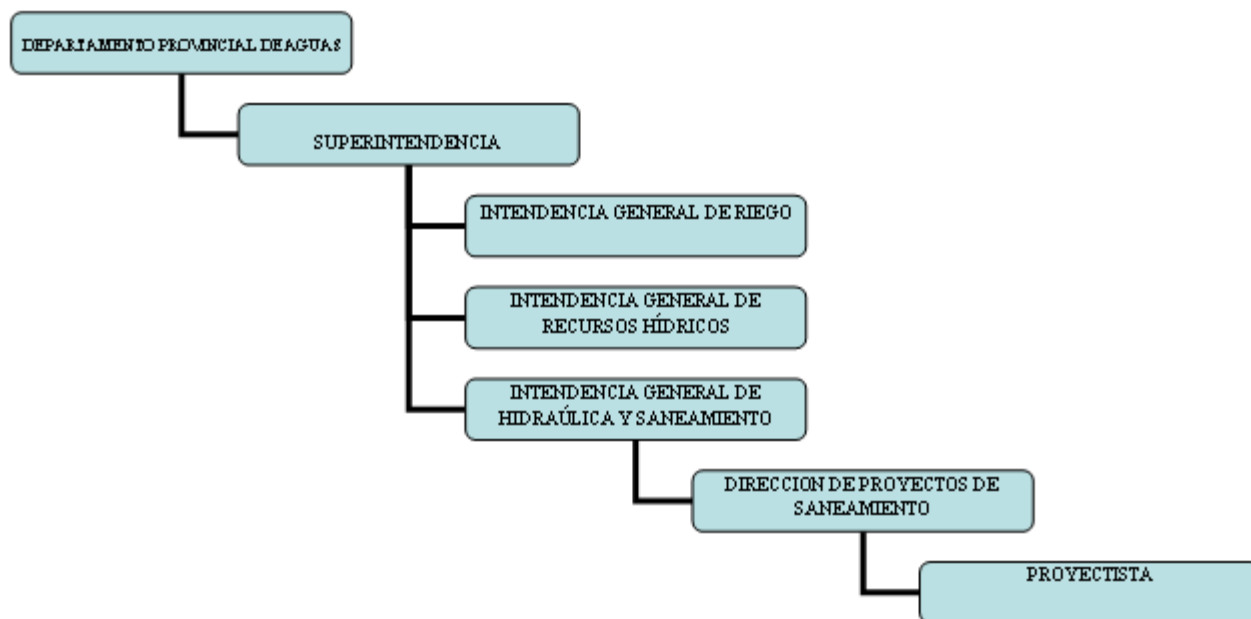 DEPARTAMENTO PROVINCIAL DE AGUAS
SUPERINTENDENCIA
INTENDENCIA GENERAL DE RIEGO
INTENDENCIA GENERAL DE
RECURSOS HÍDRICOS
INTENDENCIA GENERAL DE
HIDRAÚLICA Y SANEAMIENTO
DIRECCION DE PROYECTOS DE
SANEAMIENTO
PROYECTISTA